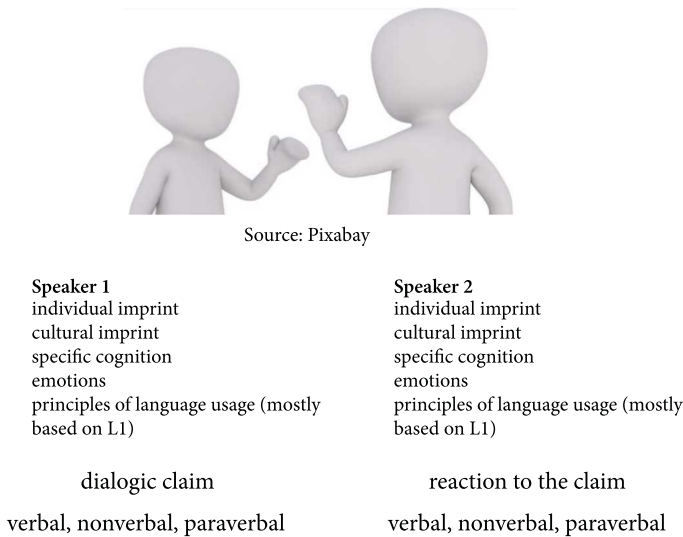 Source: Pixabay
Speaker 1
individual imprint
cultural imprint
specific cognition
emotions
principles of language usage (mostly
based on L1)
dialogic claim
verbal, nonverbal, paraverbal
Speaker 2
individual imprint
cultural imprint
specific cognition
emotions
principles of language usage (mostly
based on L1)
reaction to the claim
verbal, nonverbal, paraverbal